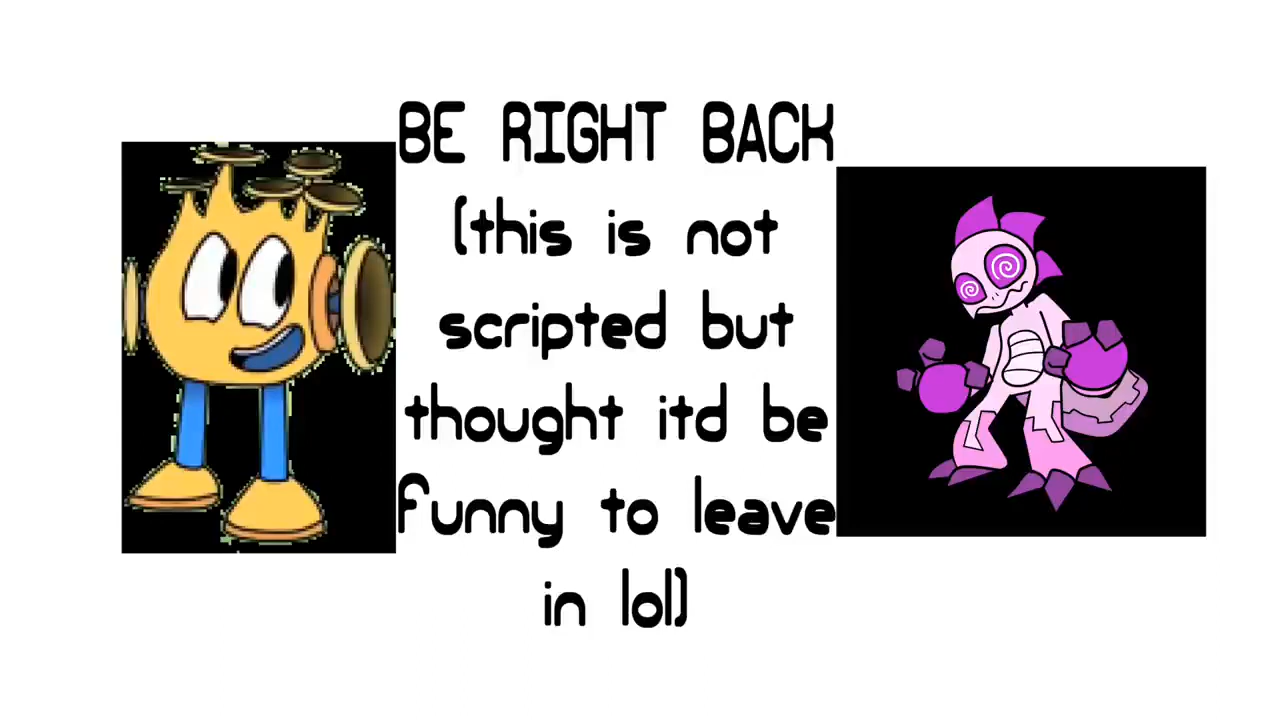 BE RIGHT BACK
(this is not
scripted but
thought itd be
funny to leave
in lol)